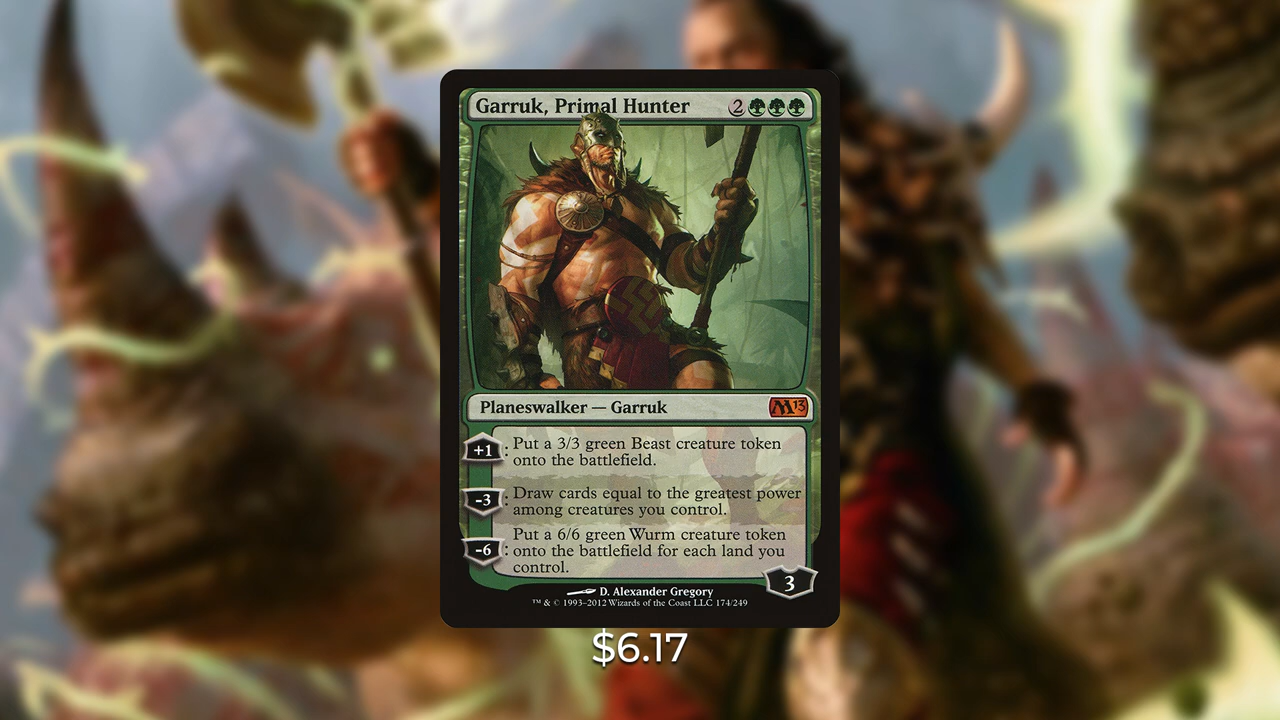 Garruk, Primal Hunter 2
Planeswalker — Garruk M13
+1: Put a 3/3 green Beast creature token
onto the battlefield.
-3: Draw cards equal to the greatest power
among creatures you control.
Put a 6/6 green Wurm creature token
-6: onto the battlefield for each land you
control.
3
D. Alexander Gregory
™ & © 1993–2012 Wizards of the Coast LLC 174/249
$6.17